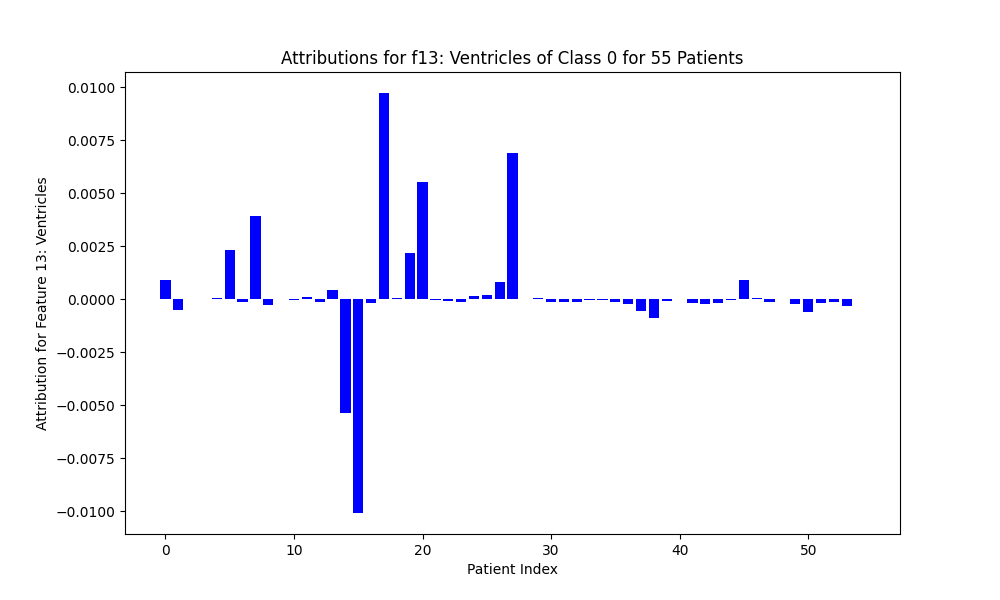 Attributions for f13: Ventricles of Class 0 for 55 Patients
Attribution for Feature 13: Ventricles
0.0100
0.0075
0.0050
0.0025
0.0000
−0.0025
−0.0050
−0.0075
−0.0100
0 10 20 30 40 50
Patient Index